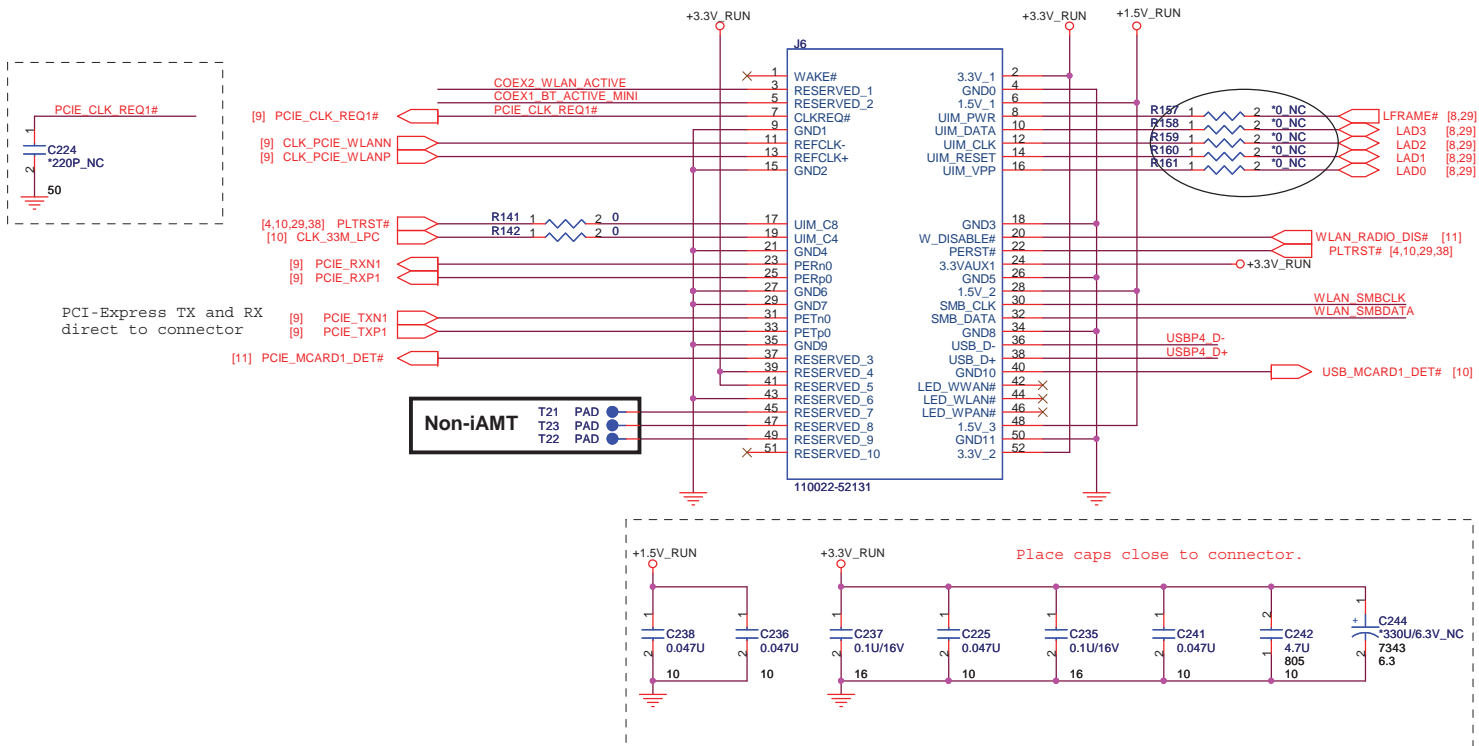 +3.3V_RUN
+3.3V_RUN
+1.5V_RUN
J6
PCIE_CLK_REQ1#
1
C224
*220P_NC
2
50
COEX2_WLAN_ACTIVE
COEX1_BT_ACTIVE_MINI
[9] PCIE_CLK_REQ1#
PCIE_CLK_REQ1#
[9] CLK_PCIE_WLANN
[9] CLK_PCIE_WLANP
[4,10,29,38] PLTRST#
R141 1 2 0
[10] CLK_33M_LPC
R142 1 2 0
[9] PCIE_RXN1
[9] PCIE_RXP1
PCI-Express TX and RX
direct to connector
[9] PCIE_TXN1
[9] PCIE_TXP1
[11] PCIE_MCARD1_DET#
Non-iAMT
T21 PAD
T23 PAD
T22 PAD
1 WAKE#
3 RESERVED_1
5 RESERVED_2
7 CLKREQ#
9 GND1
11 REFCLK-
13 REFCLK+
15 GND2
17 UIM_C8
19 UIM_C4
21 GND4
23 PERn0
25 PERp0
27 GND6
29 GND7
31 PETn0
33 PETp0
35 GND9
37 RESERVED_3
39 RESERVED_4
41 RESERVED_5
43 RESERVED_6
45 RESERVED_7
47 RESERVED_8
49 RESERVED_9
51 RESERVED_10
3.3V_1 2
GND0 4
1.5V_1 6
UIM_PWR 8
UIM_DATA 10
UIM_CLK 12
UIM_RESET 14
UIM_VPP 16
GND3 18
W_DISABLE# 20
PERST# 22
3.3VAUX1 24
GND5 26
1.5V_2 28
SMB_CLK 30
SMB_DATA 32
GND8 34
USB_D- 36
USB_D+ 38
GND10 40
LED_WWAN# 42
LED_WLAN# 44
LED_WPAN# 46
1.5V_3 48
GND11 50
3.3V_2 52
110022-52131
R157 1 2 *0_NC LFRAME# [8,29]
R158 1 2 *0_NC LAD3 [8,29]
R159 1 2 *0_NC LAD2 [8,29]
R160 1 2 *0_NC LAD1 [8,29]
R161 1 2 *0_NC LAD0 [8,29]
WLAN_RADIO_DIS# [11]
PLTRST# [4,10,29,38]
+3.3V_RUN
WLAN_SMBCLK
WLAN_SMBDATA
USBP4_D-
USBP4_D+
USB_MCARD1_DET# [10]
+1.5V_RUN
+3.3V_RUN
Place caps close to connector.
1 C238 0.047U 2 10
1 C236 0.047U 2 10
1 C237 0.1U/16V 2 16
1 C225 0.047U 2 10
1 C235 0.1U/16V 2 16
1 C241 0.047U 2 10
2 C242 4.7U 1 805 10
1 + C244 *330U/6.3V_NC 2 7343 6.3